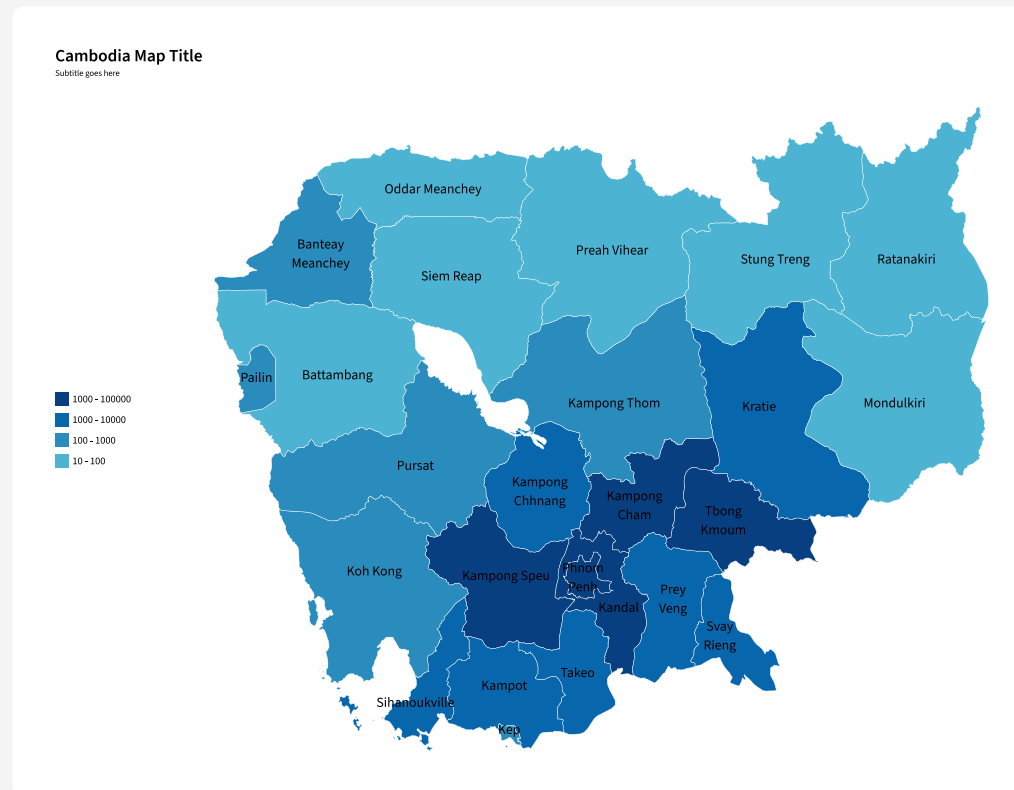 Cambodia Map Title
Subtitle goes here
Oddar Meanchey
Banteay
Meanchey
Siem Reap
Preah Vihear
Stung Treng
Ratanakiri
Pailin
Battambang
Kampong Thom
Kratie
Mondulkiri
1000 - 100000
1000 - 10000
100 - 1000
10 - 100
Pursat
Kampong
Chhnang
Kampong
Cham
Tbong
Kmoum
Koh Kong
Kampong Speu
Phnom
Penh
Kandal
Prey
Veng
Svay
Rieng
Takeo
Kampot
Sihanoukville
Kep